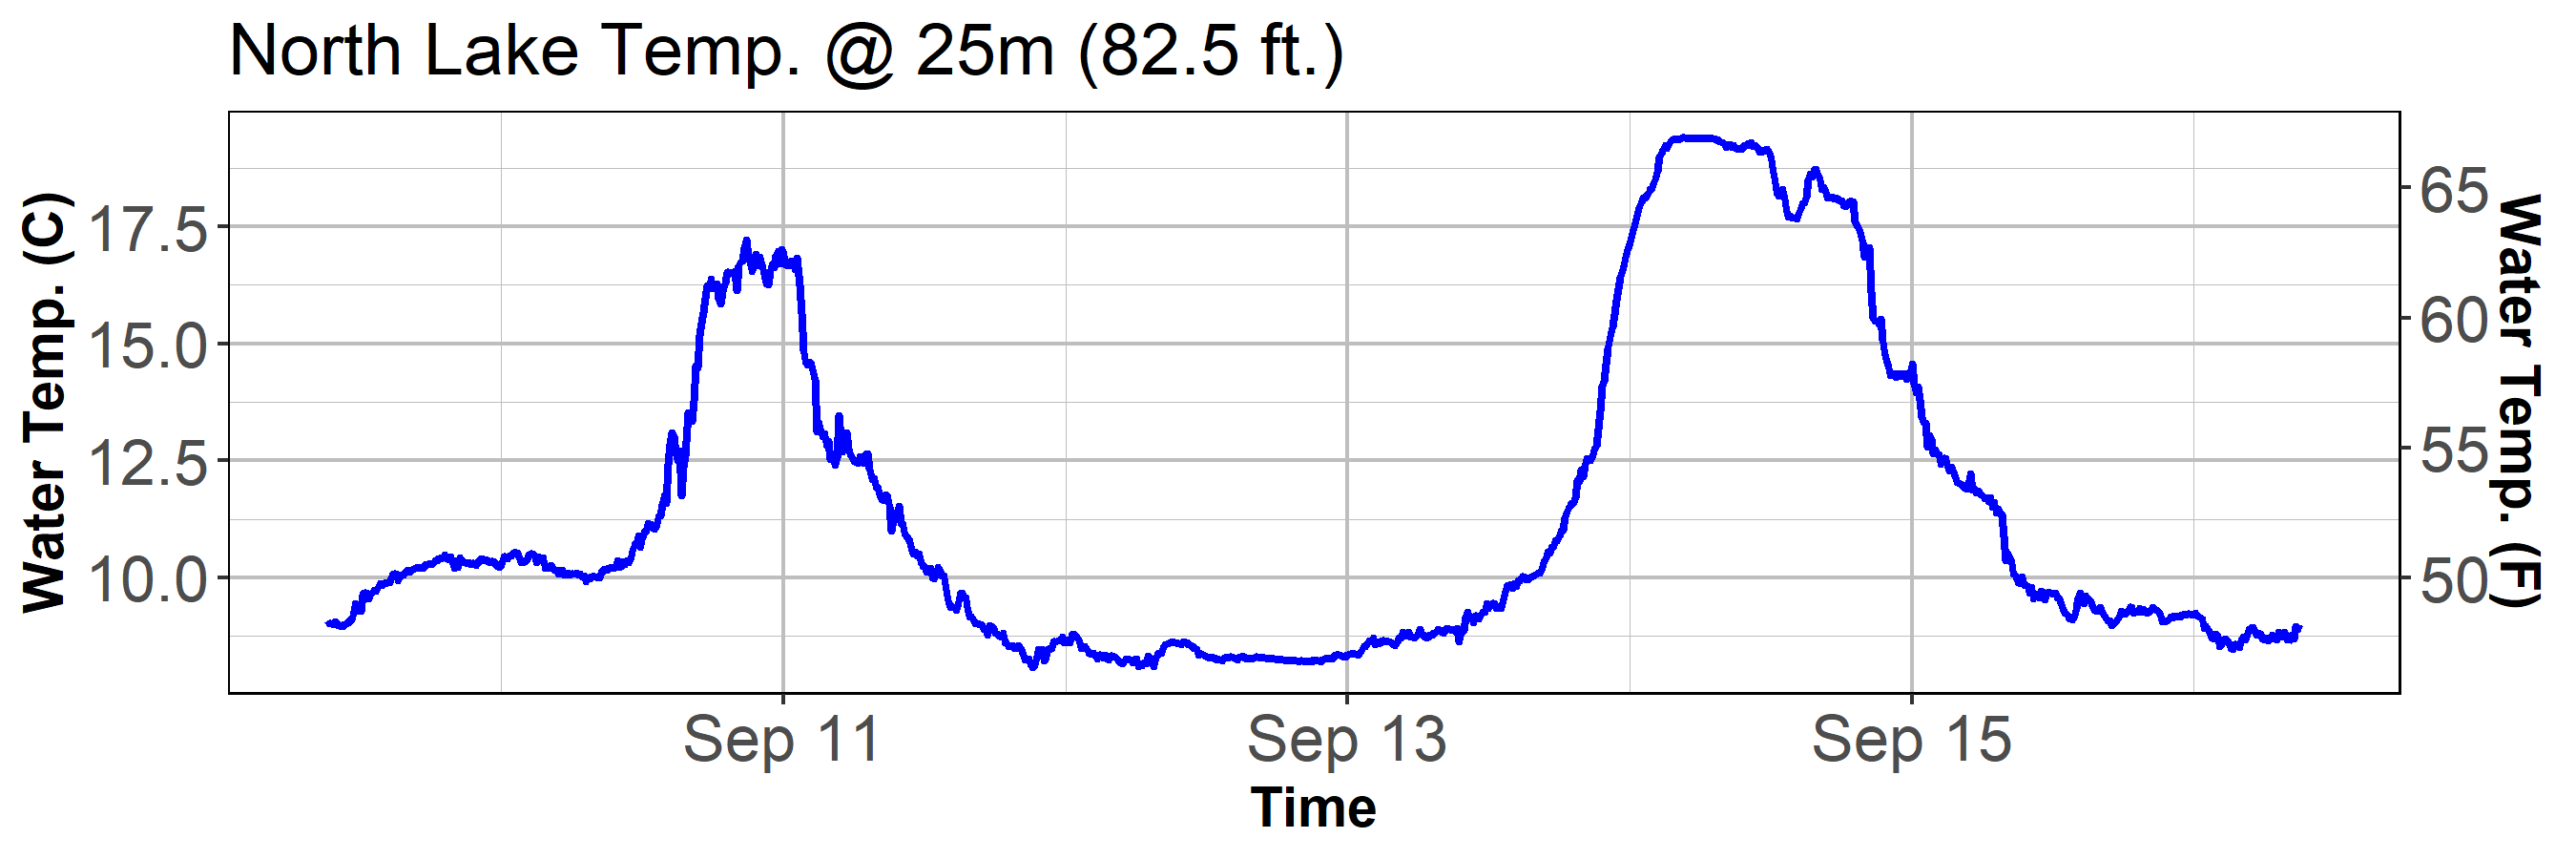 North Lake Temp. @ 25m (82.5 ft.)
Water Temp. (C)
17.5
15.0
12.5
10.0
65
60
55
50
Water Temp. (F)
Sep 11
Sep 13
Sep 15
Time